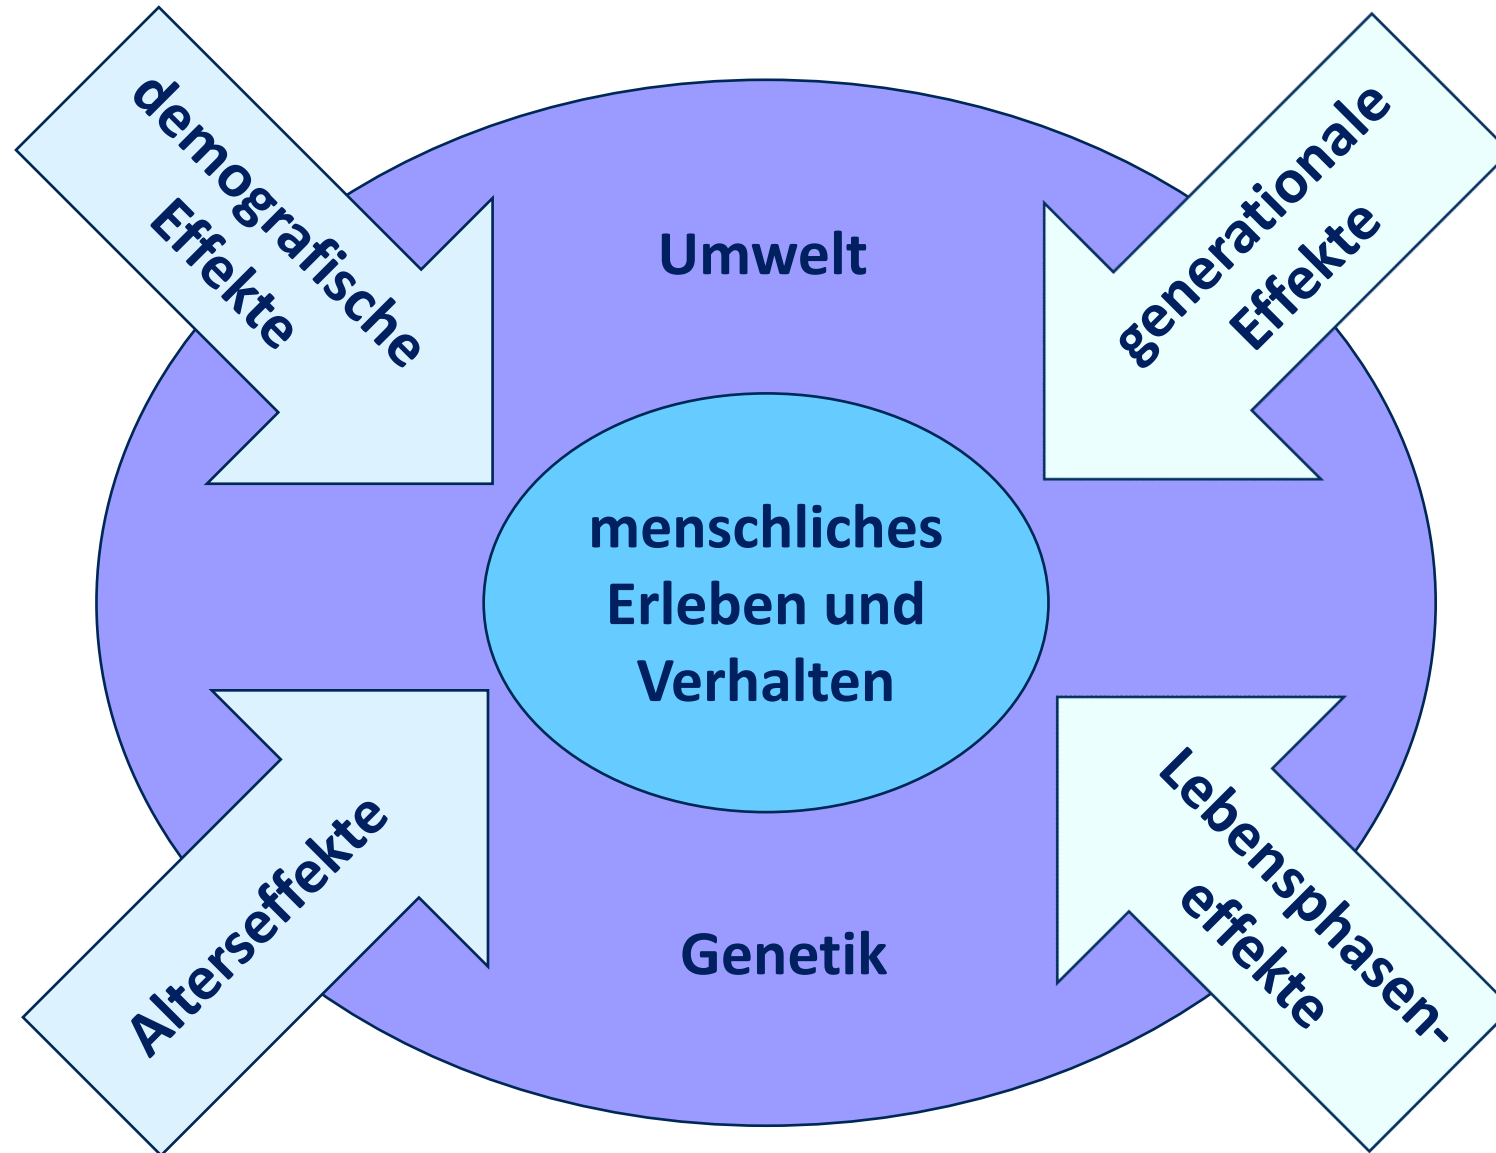 demografische
Effekte
generationale
Effekte
Umwelt
menschliches
Erleben und
Verhalten
Alterseffekte
Lebensphasen-
effekte
Genetik